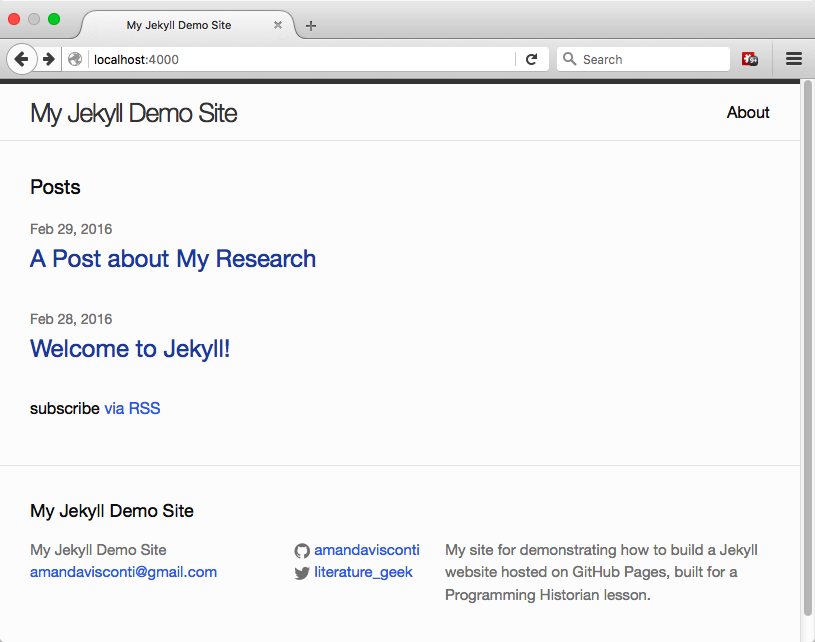 My Jekyll Demo Site
localhost:4000
Search
9+
My Jekyll Demo Site
About
Posts
Feb 29, 2016
A Post about My Research
Feb 28, 2016
Welcome to Jekyll!
subscribe via RSS
My Jekyll Demo Site
My Jekyll Demo Site
amandavisconti@gmail.com
amandavisconti
literature_geek
My site for demonstrating how to build a Jekyll
website hosted on GitHub Pages, built for a
Programming Historian lesson.